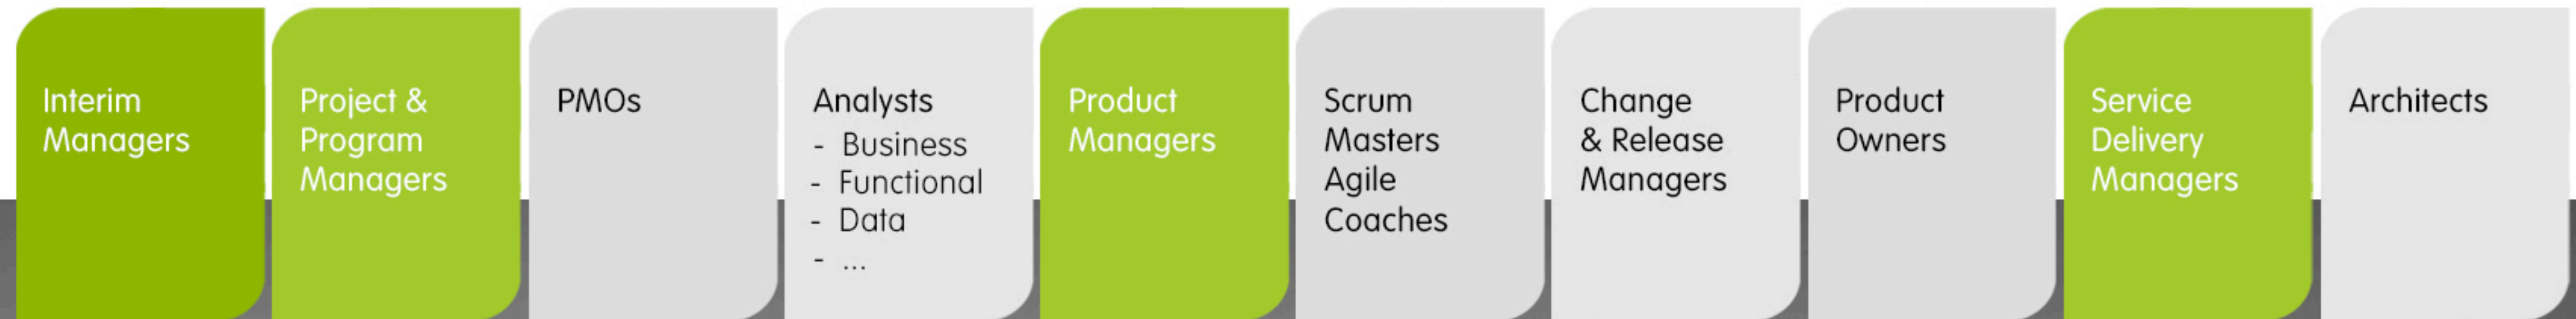 Interim
Managers
Project &
Program
Managers
PMOs
Analysts
- Business
- Functional
- Data
- ...
Product
Managers
Scrum
Masters
Agile
Coaches
Change
& Release
Managers
Product
Owners
Service
Delivery
Managers
Architects